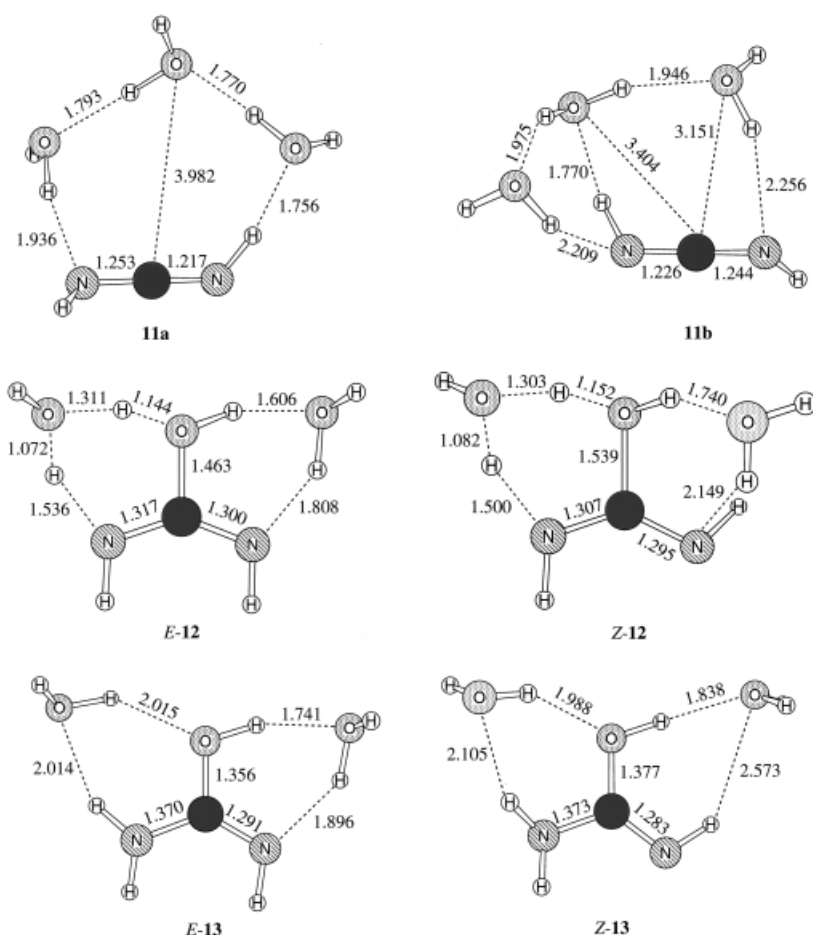 H
O
H
1.770
1.793
H
H
O
O
H
H
3.982
1.756
1.936
H
1.253
1.217
N
N
H
11a
H
1.946
O
H
H
O
H
H
1.975
3.151
3.404
1.770
2.256
O
H
H
H
2.209
N
N
1.226
1.244
H
11b
H
1.311
H
1.144
H
1.606
H
O
O
O
1.072
H
1.463
H
1.536
1.317
1.300
1.808
N
N
H
H
E-12
H
1.303
H
1.152
H
1.740
H
O
O
O
1.082
H
1.539
H
2.149
H
1.500
1.307
1.295
N
N
H
Z-12
H
O
H
2.015
H
1.741
H
O
O
2.014
H
1.356
H
1.370
1.291
1.896
N
N
H
H
E-13
H
O
H
1.988
H
1.838
O
H
O
2.105
1.377
2.573
H
1.373
1.283
H
N
N
H
Z-13